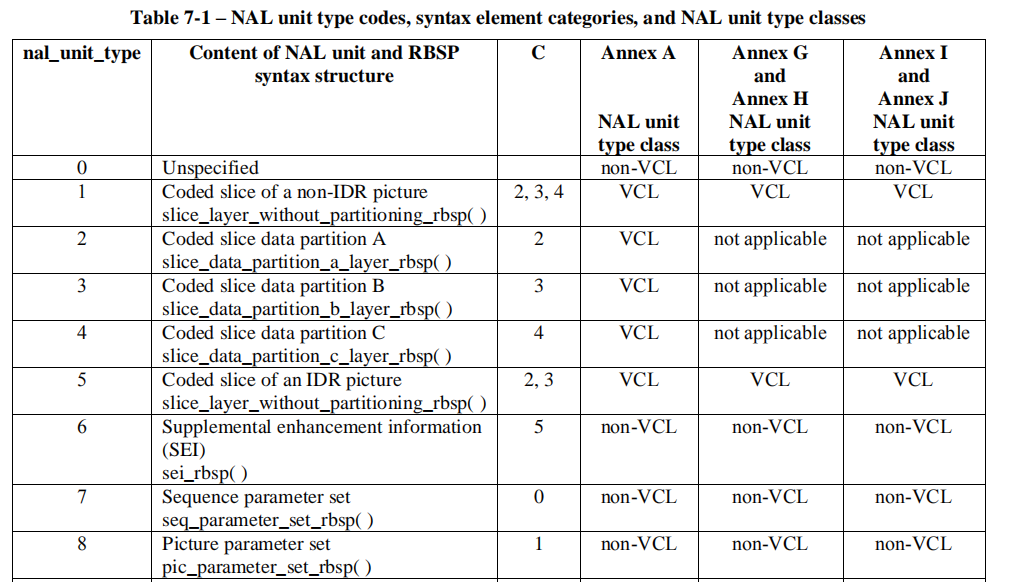 Table 7-1 – NAL unit type codes, syntax element categories, and NAL unit type classes
nal_unit_type Content of NAL unit and RBSP syntax structure C Annex A NAL unit type class Annex G and Annex H NAL unit type class Annex I and Annex J NAL unit type class
0 Unspecified non-VCL non-VCL non-VCL
1 Coded slice of a non-IDR picture 2, 3, 4 VCL VCL VCL
slice_layer_without_partitioning_rbsp( )
2 Coded slice data partition A 2 VCL not applicable not applicable
slice_data_partition_a_layer_rbsp( )
3 Coded slice data partition B 3 VCL not applicable not applicable
slice_data_partition_b_layer_rbsp( )
4 Coded slice data partition C 4 VCL not applicable not applicable
slice_data_partition_c_layer_rbsp( )
5 Coded slice of an IDR picture 2, 3 VCL VCL VCL
slice_layer_without_partitioning_rbsp( )
6 Supplemental enhancement information 5 non-VCL non-VCL non-VCL
(SEI)
sei_rbsp( )
7 Sequence parameter set 0 non-VCL non-VCL non-VCL
seq_parameter_set_rbsp( )
8 Picture parameter set 1 non-VCL non-VCL non-VCL
pic_parameter_set_rbsp( )